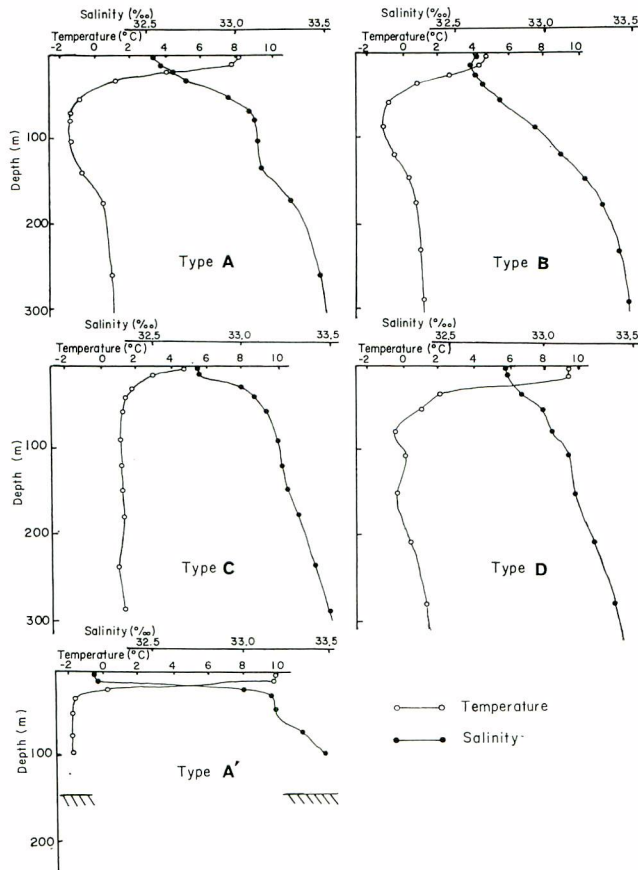 Salinity (‰)
32.5 33.0 33.5
Temperature (°C)
-2 0 2 4 6 8 10
Depth (m)
100
200
300
Type A
Salinity (‰)
32.5 33.0 33.5
Temperature (°C)
-2 0 2 4 6 8 10
Type B
Salinity (‰)
32.5 33.0 33.5
Temperature (°C)
-2 0 2 4 6 8 10
Depth (m)
100
200
300
Type C
Salinity (‰)
32.5 33.0 33.5
Temperature (°C)
-2 0 2 4 6 8 10
Type D
Salinity (‰)
32.5 33.0 33.5
Temperature (°C)
-2 0 2 4 6 8 10
Depth (m)
100
200
Type A'
Temperature
Salinity